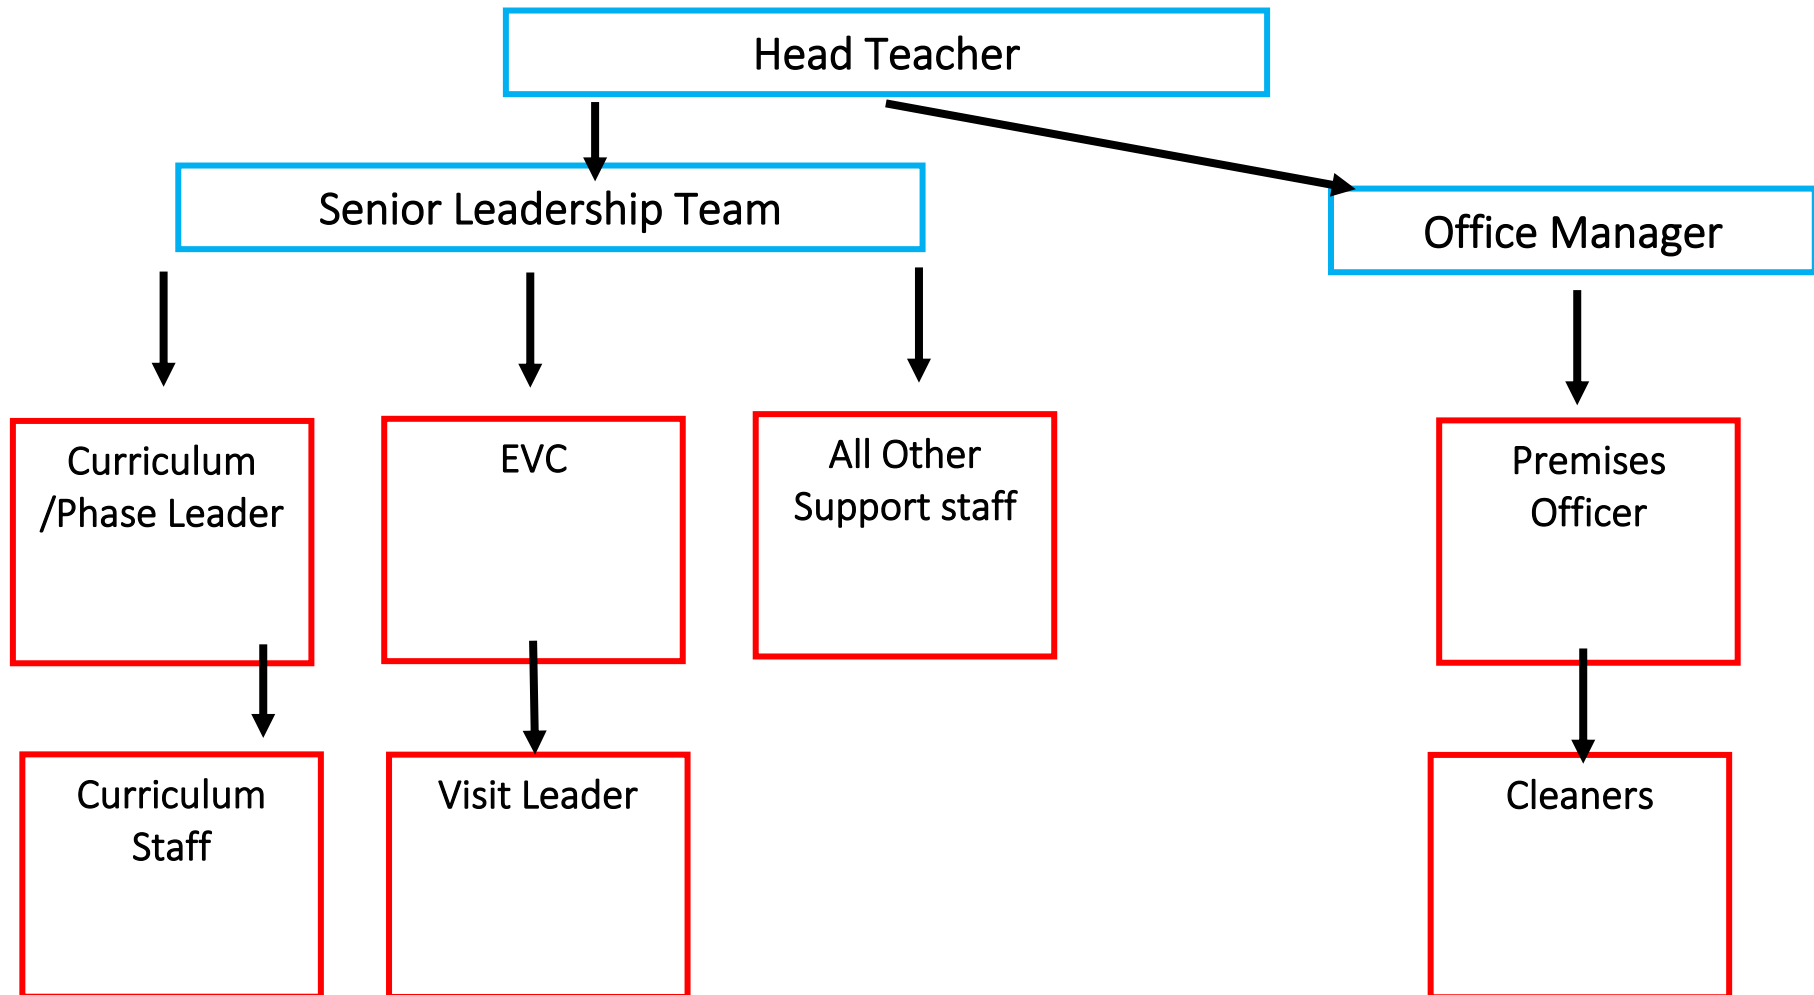 Head Teacher
Senior Leadership Team
Office Manager
Curriculum
/Phase Leader
EVC
All Other
Support staff
Premises
Officer
Curriculum
Staff
Visit Leader
Cleaners